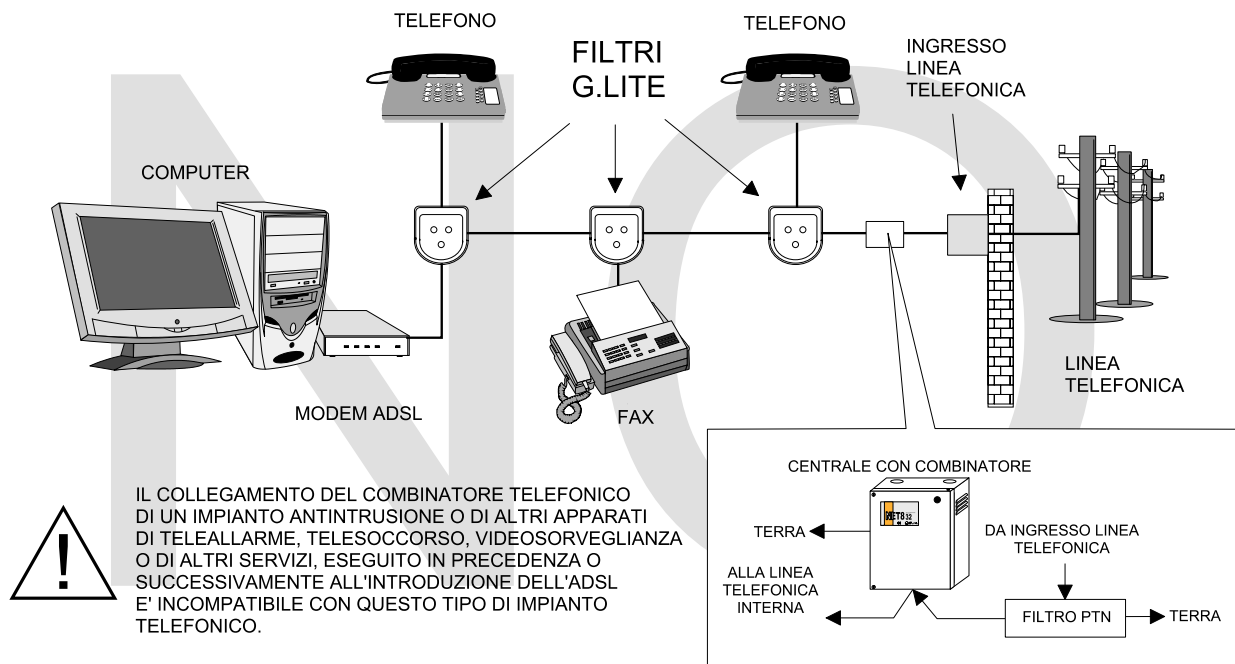 TELEFONO
TELEFONO
FILTRI
G.LITE
INGRESSO
LINEA
TELEFONICA
COMPUTER
MODEM ADSL
FAX
LINEA
TELEFONICA
NO
IL COLLEGAMENTO DEL COMBINATORE TELEFONICO
DI UN IMPIANTO ANTINTRUSIONE O DI ALTRI APPARATI
DI TELEALLARME, TELESOCCORSO, VIDEOSORVEGLIANZA
O DI ALTRI SERVIZI, ESEGUITO IN PRECEDENZA O
SUCCESSIVAMENTE ALL'INTRODUZIONE DELL'ADSL
E' INCOMPATIBILE CON QUESTO TIPO DI IMPIANTO
TELEFONICO.
!
CENTRALE CON COMBINATORE
TERRA
ALLA LINEA
TELEFONICA
INTERNA
DA INGRESSO LINEA
TELEFONICA
FILTRO PTN
TERRA